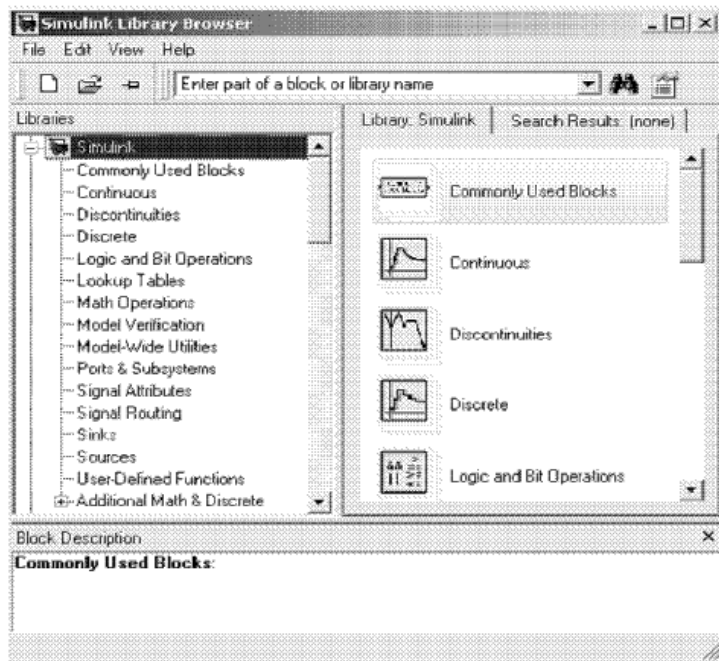 Simulink Library Browser
File Edit View Help
Enter part of a block or library name
Libraries
Library: Simulink
Search Results: (none)
Simulink
Commonly Used Blocks
Continuous
Discontinuities
Discrete
Logic and Bit Operations
Lookup Tables
Math Operations
Model Verification
Model-Wide Utilities
Ports & Subsystems
Signal Attributes
Signal Routing
Sinks
Sources
User-Defined Functions
Additional Math & Discrete
Commonly Used Blocks
Continuous
Discontinuities
Discrete
Logic and Bit Operations
Block Description
Commonly Used Blocks: